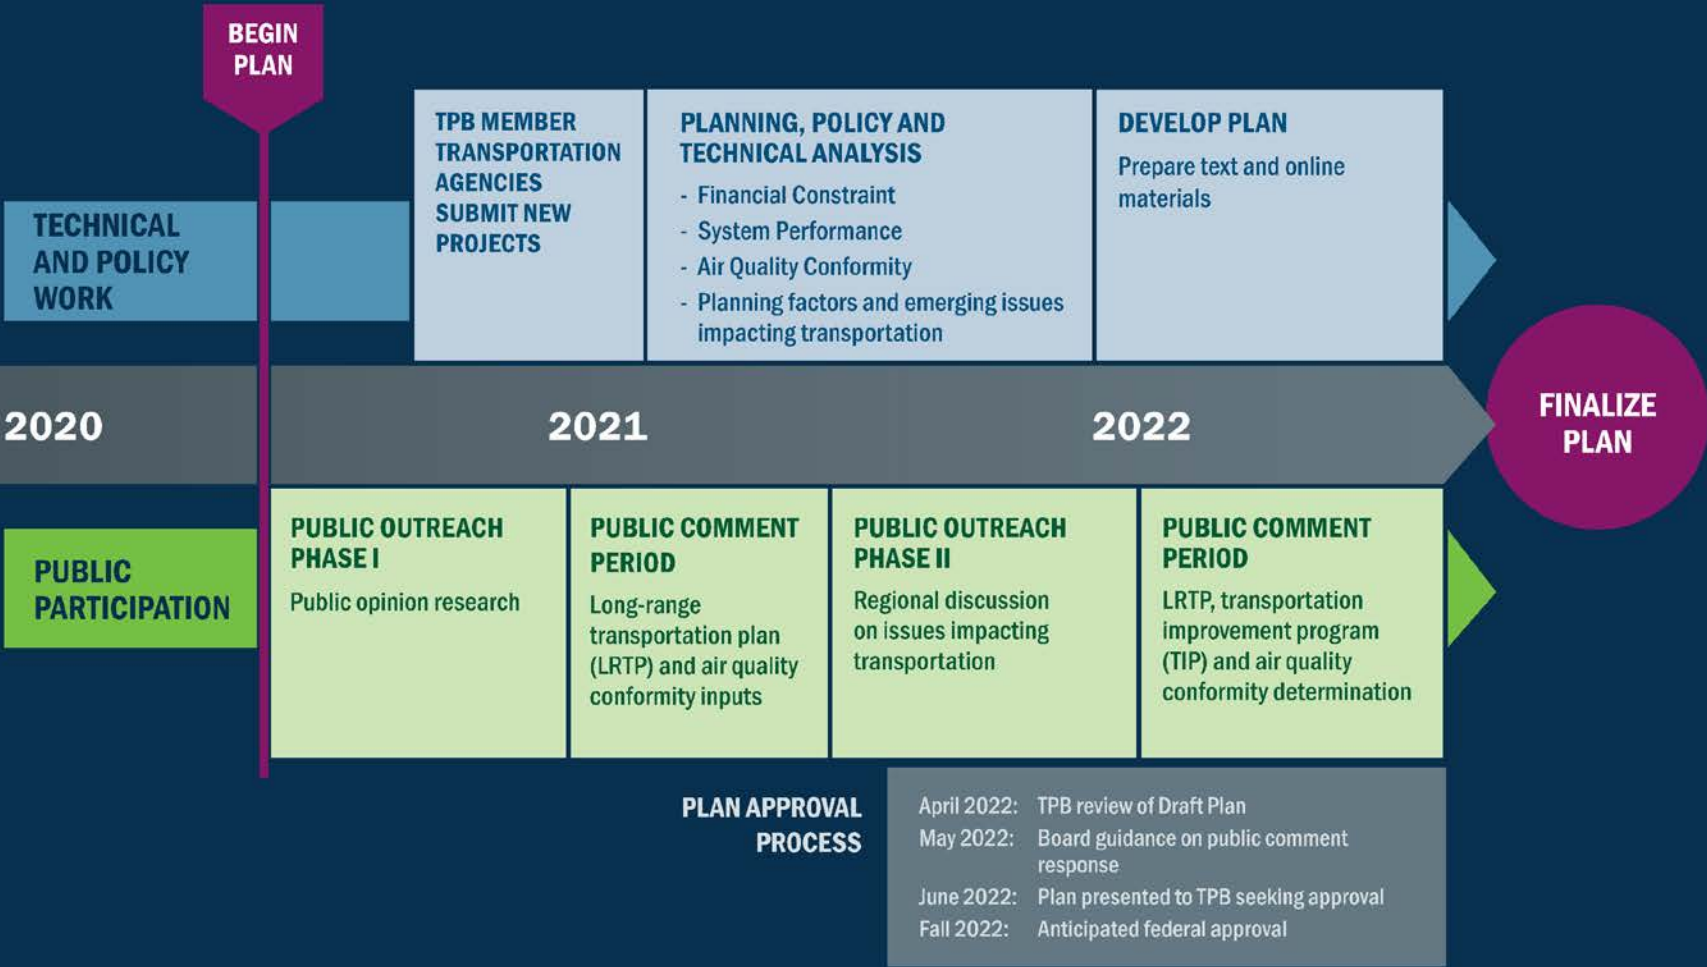 BEGIN
PLAN
TPB MEMBER
TRANSPORTATION
AGENCIES
SUBMIT NEW
PROJECTS
PLANNING, POLICY AND
TECHNICAL ANALYSIS
- Financial Constraint
- System Performance
- Air Quality Conformity
- Planning factors and emerging issues
impacting transportation
DEVELOP PLAN
Prepare text and online
materials
TECHNICAL
AND POLICY
WORK
2020
2021
2022
FINALIZE
PLAN
PUBLIC
PARTICIPATION
PUBLIC OUTREACH
PHASE I
Public opinion research
PUBLIC COMMENT
PERIOD
Long-range
transportation plan
(LRTP) and air quality
conformity inputs
PUBLIC OUTREACH
PHASE II
Regional discussion
on issues impacting
transportation
PUBLIC COMMENT
PERIOD
LRTP, transportation
improvement program
(TIP) and air quality
conformity determination
PLAN APPROVAL
PROCESS
April 2022: TPB review of Draft Plan
May 2022: Board guidance on public comment
response
June 2022: Plan presented to TPB seeking approval
Fall 2022: Anticipated federal approval